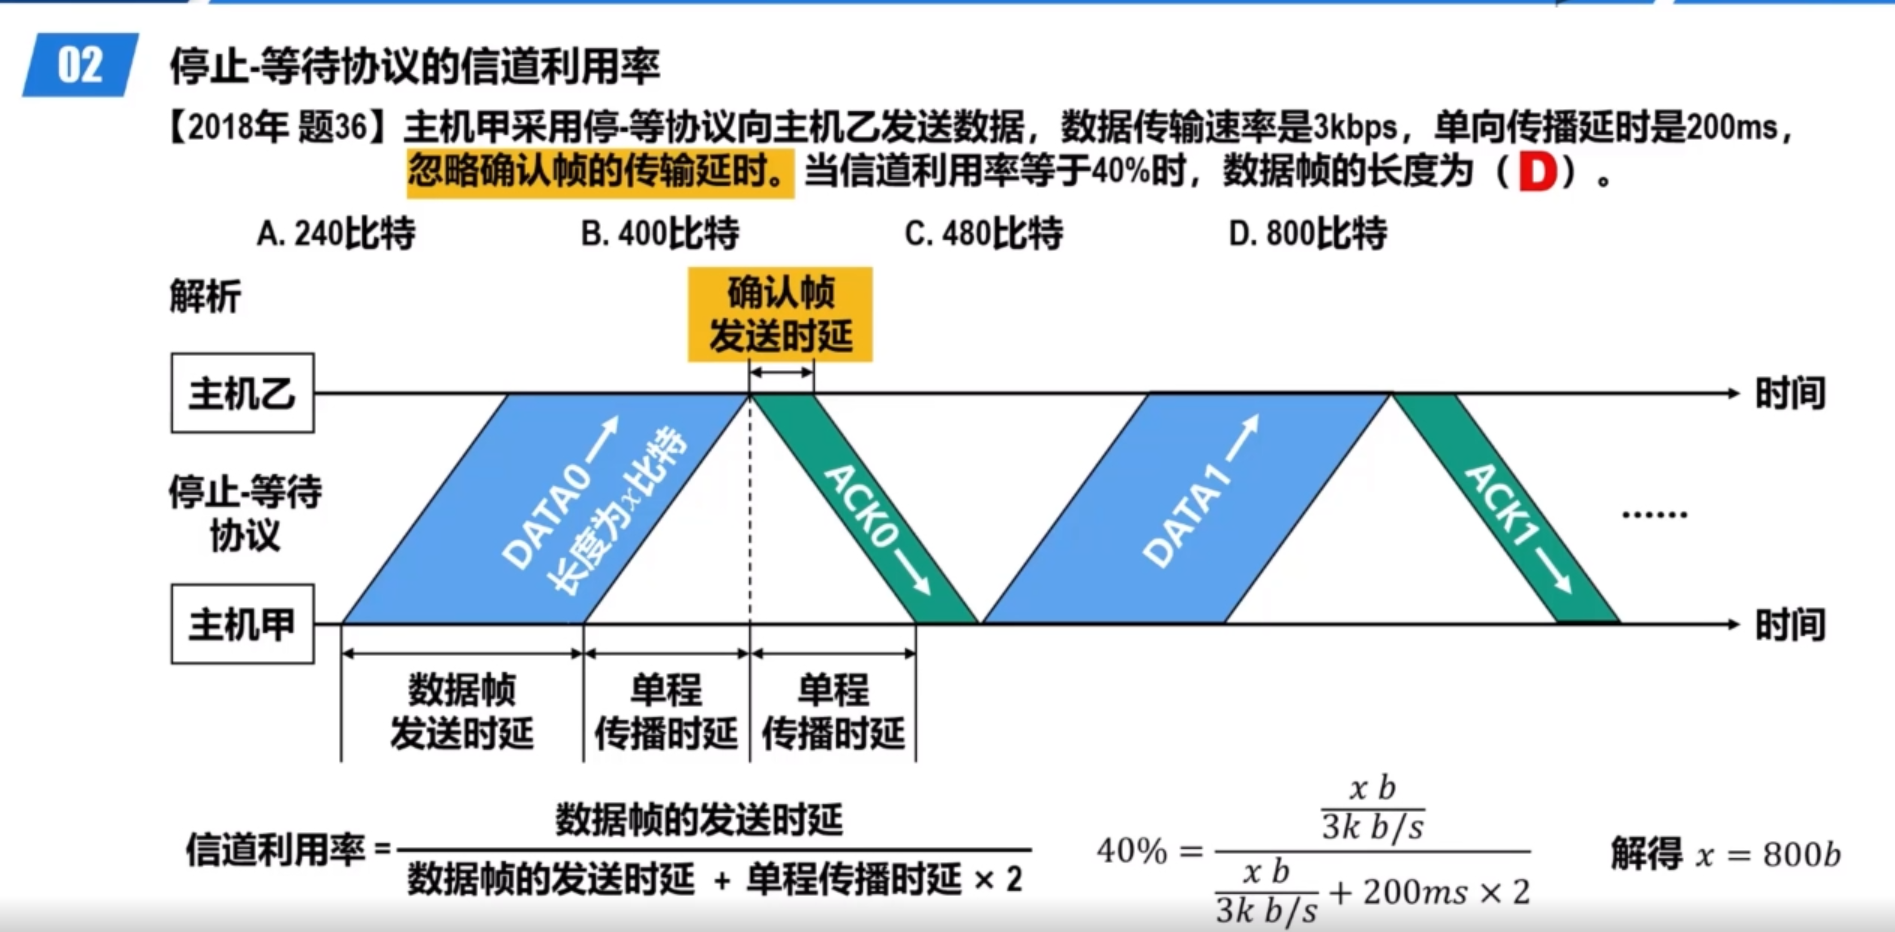 02
停止-等待协议的信道利用率
【2018年 题36】主机甲采用停-等协议向主机乙发送数据，数据传输速率是3kbps，单向传播延时是200ms，
忽略确认帧的传输延时。当信道利用率等于40%时，数据帧的长度为（D）。
A. 240比特 B. 400比特 C. 480比特 D. 800比特
解析
确认帧
发送时延
主机乙
时间
停止-等待
协议
DATA0
长度为x比特
ACK0
DATA1
ACK1
……
主机甲
时间
数据帧
发送时延
单程
传播时延
单程
传播时延
信道利用率 =
数据帧的发送时延
数据帧的发送时延 + 单程传播时延 × 2
40% =
x b
3k b/s
x b
3k b/s
+ 200ms × 2
解得 x = 800b